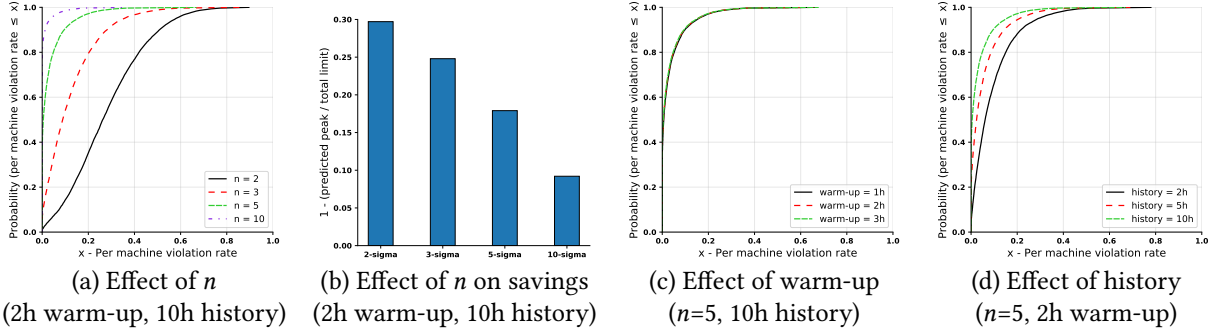 Probability (per machine violation rate ≤ x)
1.0
0.8
0.6
0.4
0.2
0.0
n = 2
n = 3
n = 5
n = 10
0.0 0.2 0.4 0.6 0.8 1.0
x - Per machine violation rate
(a) Effect of n
(2h warm-up, 10h history)
1 - (predicted peak / total limit)
0.30
0.25
0.20
0.15
0.10
0.05
0.00
2-sigma 3-sigma 5-sigma 10-sigma
(b) Effect of n on savings
(2h warm-up, 10h history)
Probability (per machine violation rate ≤ x)
1.0
0.8
0.6
0.4
0.2
0.0
warm-up = 1h
warm-up = 2h
warm-up = 3h
0.0 0.2 0.4 0.6 0.8 1.0
x - Per machine violation rate
(c) Effect of warm-up
(n=5, 10h history)
Probability (per machine violation rate ≤ x)
1.0
0.8
0.6
0.4
0.2
0.0
history = 2h
history = 5h
history = 10h
0.0 0.2 0.4 0.6 0.8 1.0
x - Per machine violation rate
(d) Effect of history
(n=5, 2h warm-up)